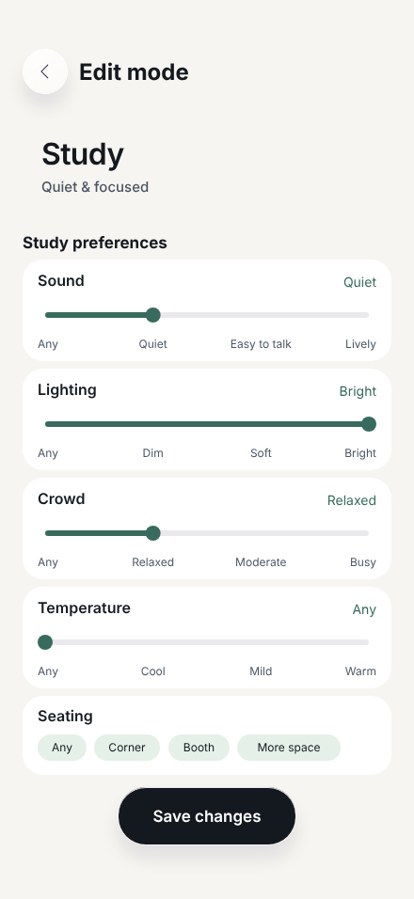 Edit mode
Study
Quiet & focused
Study preferences
Sound Quiet
Any Quiet Easy to talk Lively
Lighting Bright
Any Dim Soft Bright
Crowd Relaxed
Any Relaxed Moderate Busy
Temperature Any
Any Cool Mild Warm
Seating
Any Corner Booth More space
Save changes